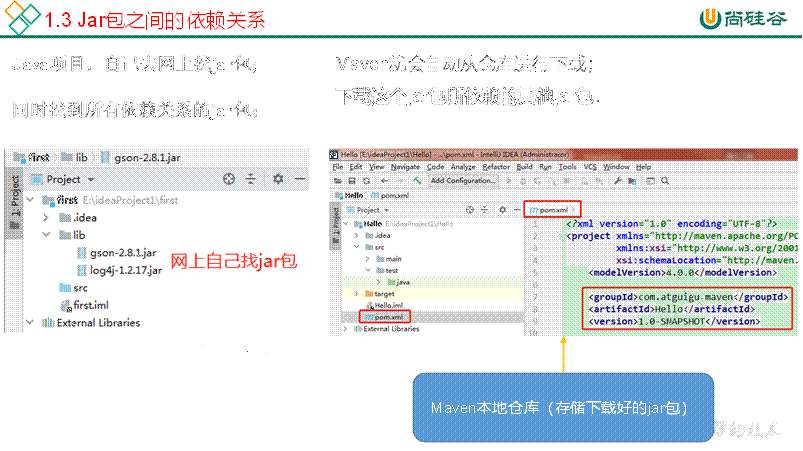 1.3 Jar包之间的依赖关系
尚硅谷
Java项目,自己去网上找jar包;
同时找到所有依赖关系的jar包;
Maven就会自动从仓库进行下载;
下载这个jar包所依赖的其他jar包.
first lib gson-2.8.1.jar
Project
1: Project
first E:\ideaProject1\first
.idea
lib
gson-2.8.1.jar
log4j-1.2.17.jar
src
first.iml
External Libraries
网上自己找jar包
Hello [E:\ideaProject1\Hello] - ...\pom.xml - IntelliJ IDEA (Administrator)
File Edit View Navigate Code Analyze Refactor Build Run Tools VCS Window Help
Add Configuration...
Hello pom.xml
Project
1: Project
Hello E:\ideaProject1\Hello
.idea
src
main
test
java
target
Hello.iml
pom.xml
External Libraries
pom.xml
1 <?xml version="1.0" encoding="UTF-8"?>
2 <project xmlns="http://maven.apache.org/PO
3 xmlns:xsi="http://www.w3.org/2001
4 xsi:schemaLocation="http://maven.
5 <modelVersion>4.0.0</modelVersion>
6
7 <groupId>com.atguigu.maven</groupId>
8 <artifactId>Hello</artifactId>
9 <version>1.0-SNAPSHOT</version>
10
Maven本地仓库(存储下载好的jar包)
的技术